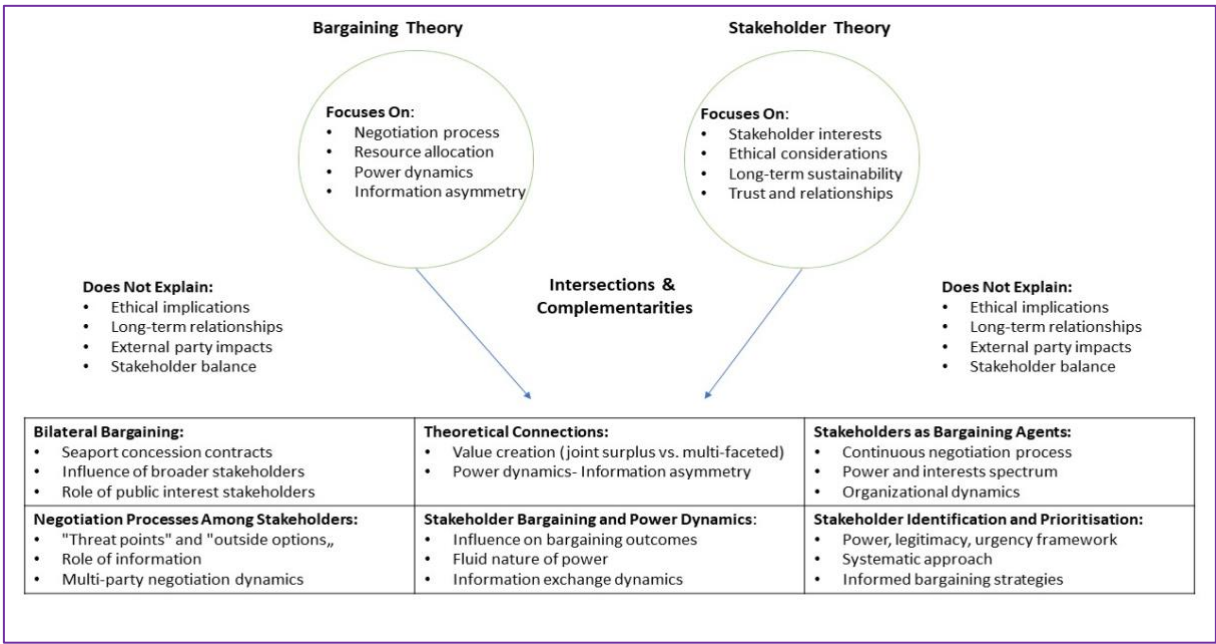 Bargaining Theory
Stakeholder Theory
Focuses On:
• Negotiation process
• Resource allocation
• Power dynamics
• Information asymmetry
Focuses On:
• Stakeholder interests
• Ethical considerations
• Long-term sustainability
• Trust and relationships
Does Not Explain:
• Ethical implications
• Long-term relationships
• External party impacts
• Stakeholder balance
Intersections &
Complementarities
Does Not Explain:
• Ethical implications
• Long-term relationships
• External party impacts
• Stakeholder balance
Bilateral Bargaining:
• Seaport concession contracts
• Influence of broader stakeholders
• Role of public interest stakeholders
Theoretical Connections:
• Value creation (joint surplus vs. multi-faceted)
• Power dynamics- Information asymmetry
Stakeholders as Bargaining Agents:
• Continuous negotiation process
• Power and interests spectrum
• Organizational dynamics
Negotiation Processes Among Stakeholders:
• "Threat points" and "outside options„
• Role of information
• Multi-party negotiation dynamics
Stakeholder Bargaining and Power Dynamics:
• Influence on bargaining outcomes
• Fluid nature of power
• Information exchange dynamics
Stakeholder Identification and Prioritisation:
• Power, legitimacy, urgency framework
• Systematic approach
• Informed bargaining strategies